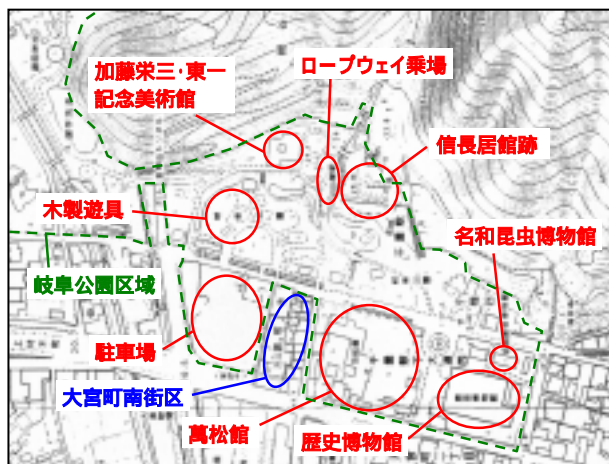 加藤栄三・東一
記念美術館
ロープウェイ乗場
信長居館跡
木製遊具
名和昆虫博物館
岐阜公園区域
駐車場
大宮町南街区
萬松館
歴史博物館